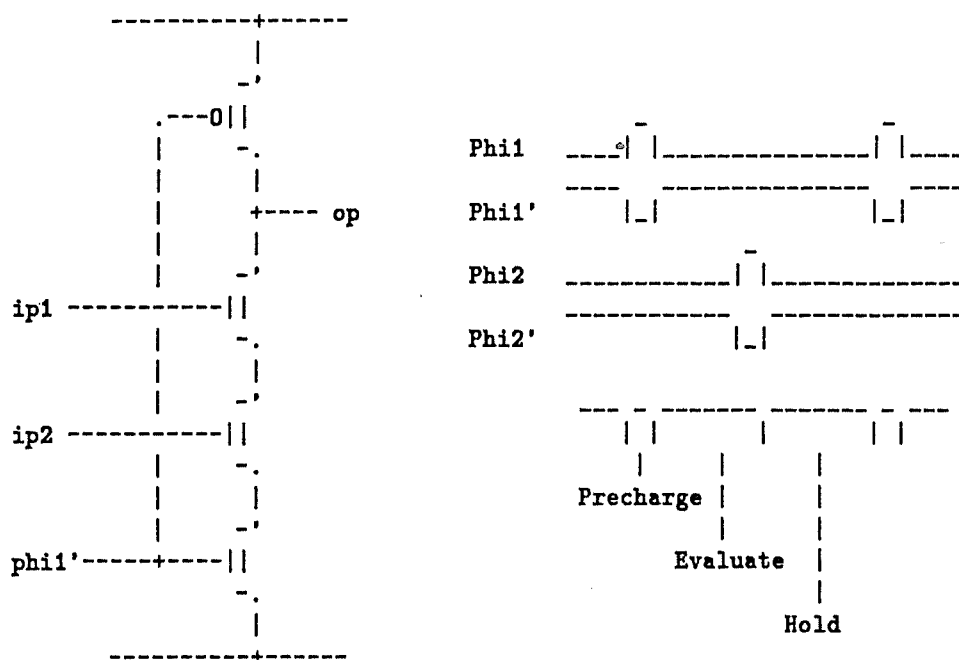 op
ip1
ip2
phi1'
Phi1
Phi1'
Phi2
Phi2'
Precharge
Evaluate
Hold